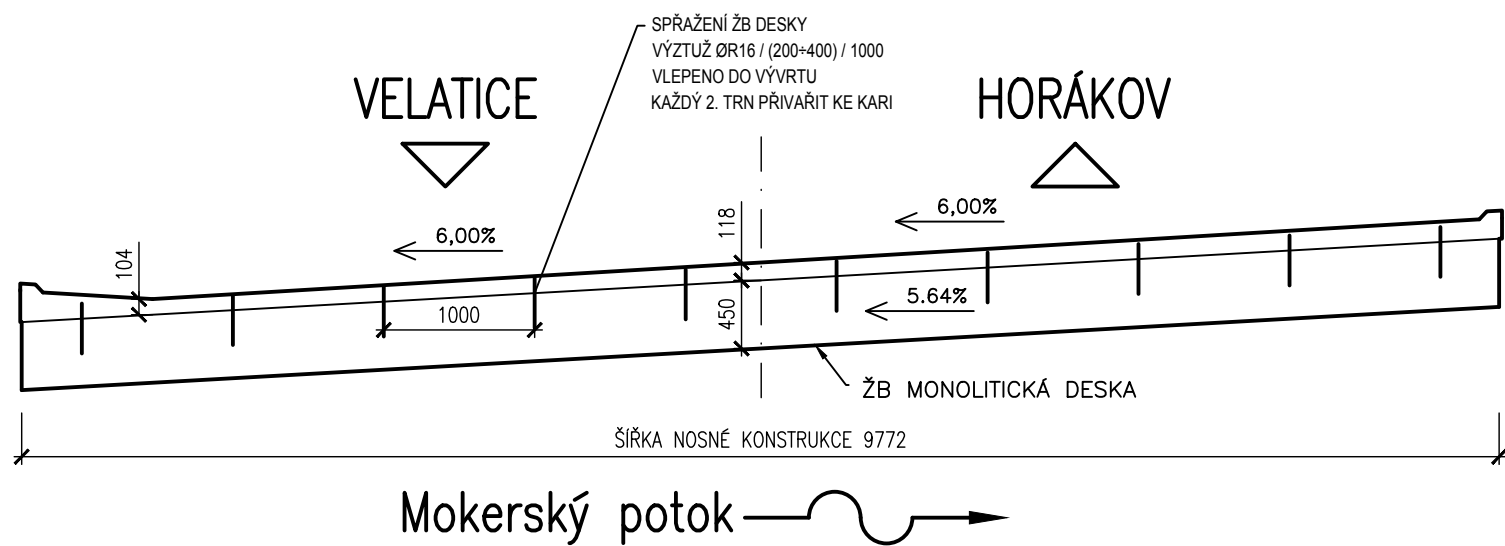 SPŘAŽENÍ ŽB DESKY
VÝZTUŽ ØR16 / (200÷400) / 1000
VLEPENO DO VÝVRTU
KAŽDÝ 2. TRN PŘIVAŘIT KE KARI
VELATICE
HORÁKOV
6,00%
6,00%
118
104
1000
450
5.64%
ŽB MONOLITICKÁ DESKA
ŠÍŘKA NOSNÉ KONSTRUKCE 9772
Mokerský potok